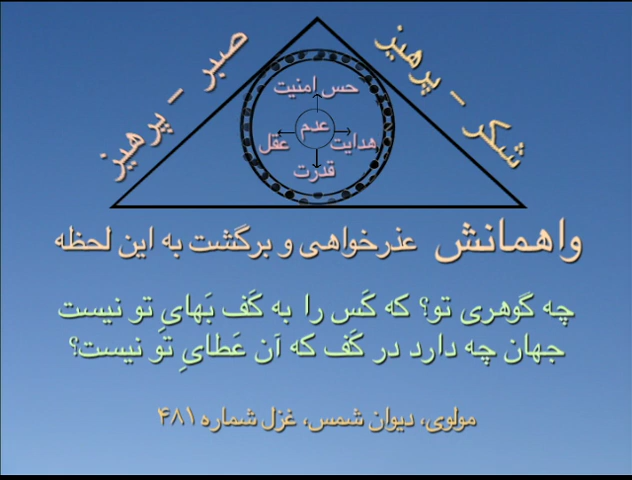 صبر - پرهیز
شکر - پرهیز
حس امنیت
عدم
عقل
هدایت
قدرت
واهمانش عذرخواهی و برگشت به این لحظه
چه گوهری تو؟ که کَس را به کَف بَهایِ تو نیست
جهان چه دارد در کَف که آن عَطایِ تَو نیست؟
مولوی، دیوان شمس، غزل شماره ۴۸۱